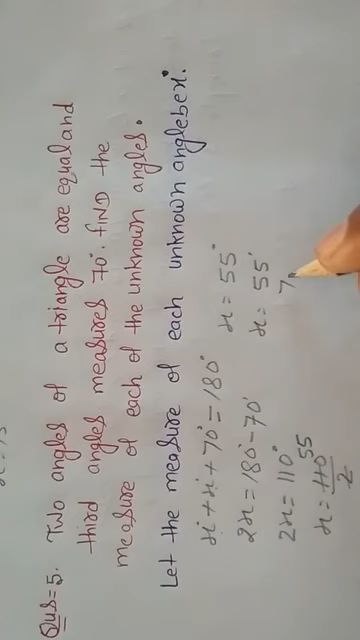 Qus=5. Two angles of a triangle are equal and
third angles measures 70°. FIND the
measure of each of the unknown angles.
Let the measure of each unknown angle be x°.
x°+x+70°=180°
2x=180°-70°
2x=110°
x=110 55
2
x=55°
x=55°
7